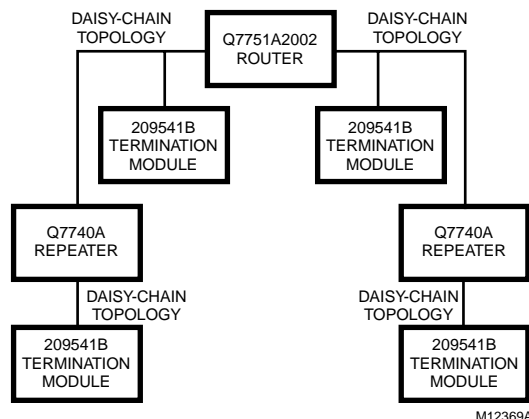 DAISY-CHAIN
TOPOLOGY
Q7751A2002
ROUTER
DAISY-CHAIN
TOPOLOGY
209541B
TERMINATION
MODULE
209541B
TERMINATION
MODULE
Q7740A
REPEATER
Q7740A
REPEATER
DAISY-CHAIN
TOPOLOGY
DAISY-CHAIN
TOPOLOGY
209541B
TERMINATION
MODULE
209541B
TERMINATION
MODULE
M12369A